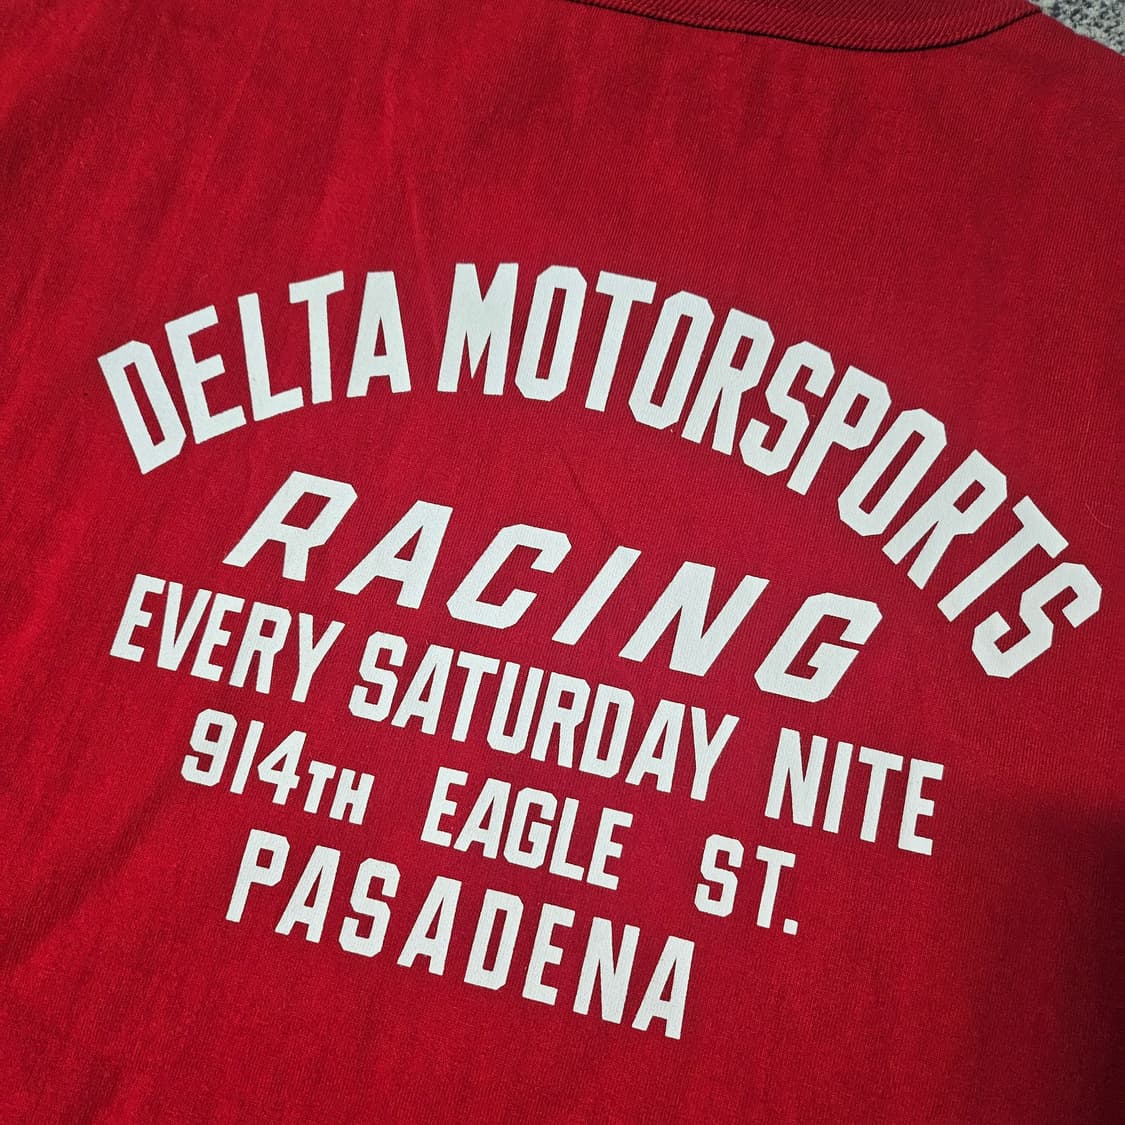 DELTA MOTORSPORTS
RACING
EVERY SATURDAY NITE
914TH EAGLE ST.
PASADENA